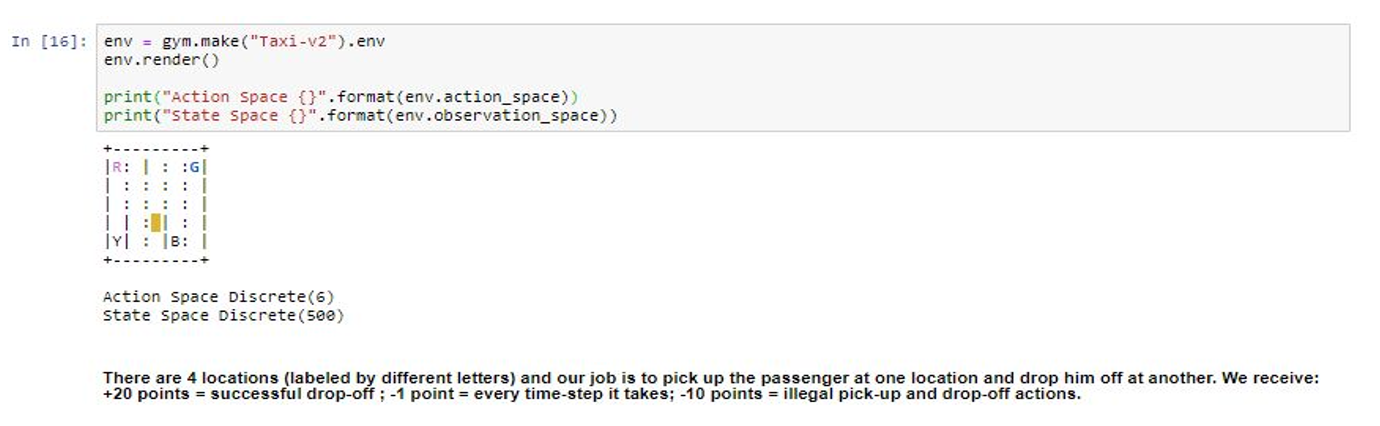 In [16]: env = gym.make("Taxi-v2").env
env.render()
print("Action Space {}".format(env.action_space))
print("State Space {}".format(env.observation_space))
+---------+
|R: | : :G|
| : : : : |
| : : : : |
| | : | : |
|Y| : |B: |
+---------+
Action Space Discrete(6)
State Space Discrete(500)
There are 4 locations (labeled by different letters) and our job is to pick up the passenger at one location and drop him off at another. We receive:
+20 points = successful drop-off ; -1 point = every time-step it takes; -10 points = illegal pick-up and drop-off actions.